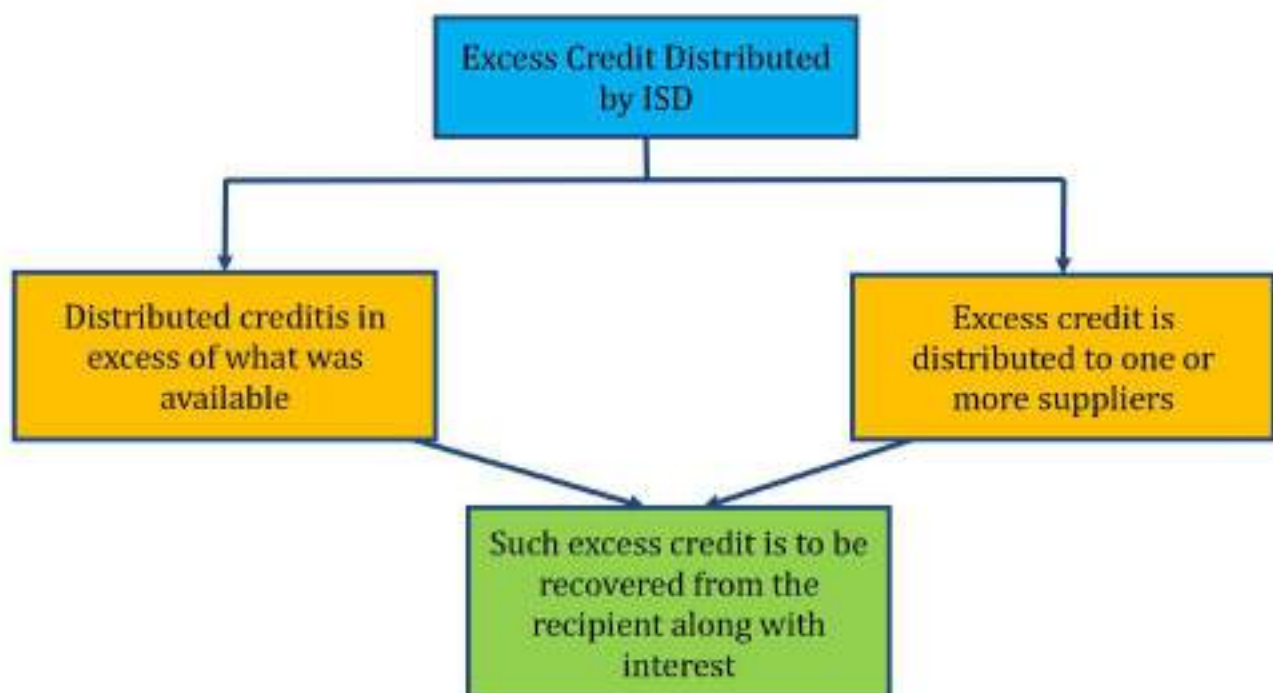 Excess Credit Distributed
by ISD
Distributed creditis in
excess of what was
available
Excess credit is
distributed to one or
more suppliers
Such excess credit is to be
recovered from the
recipient along with
interest